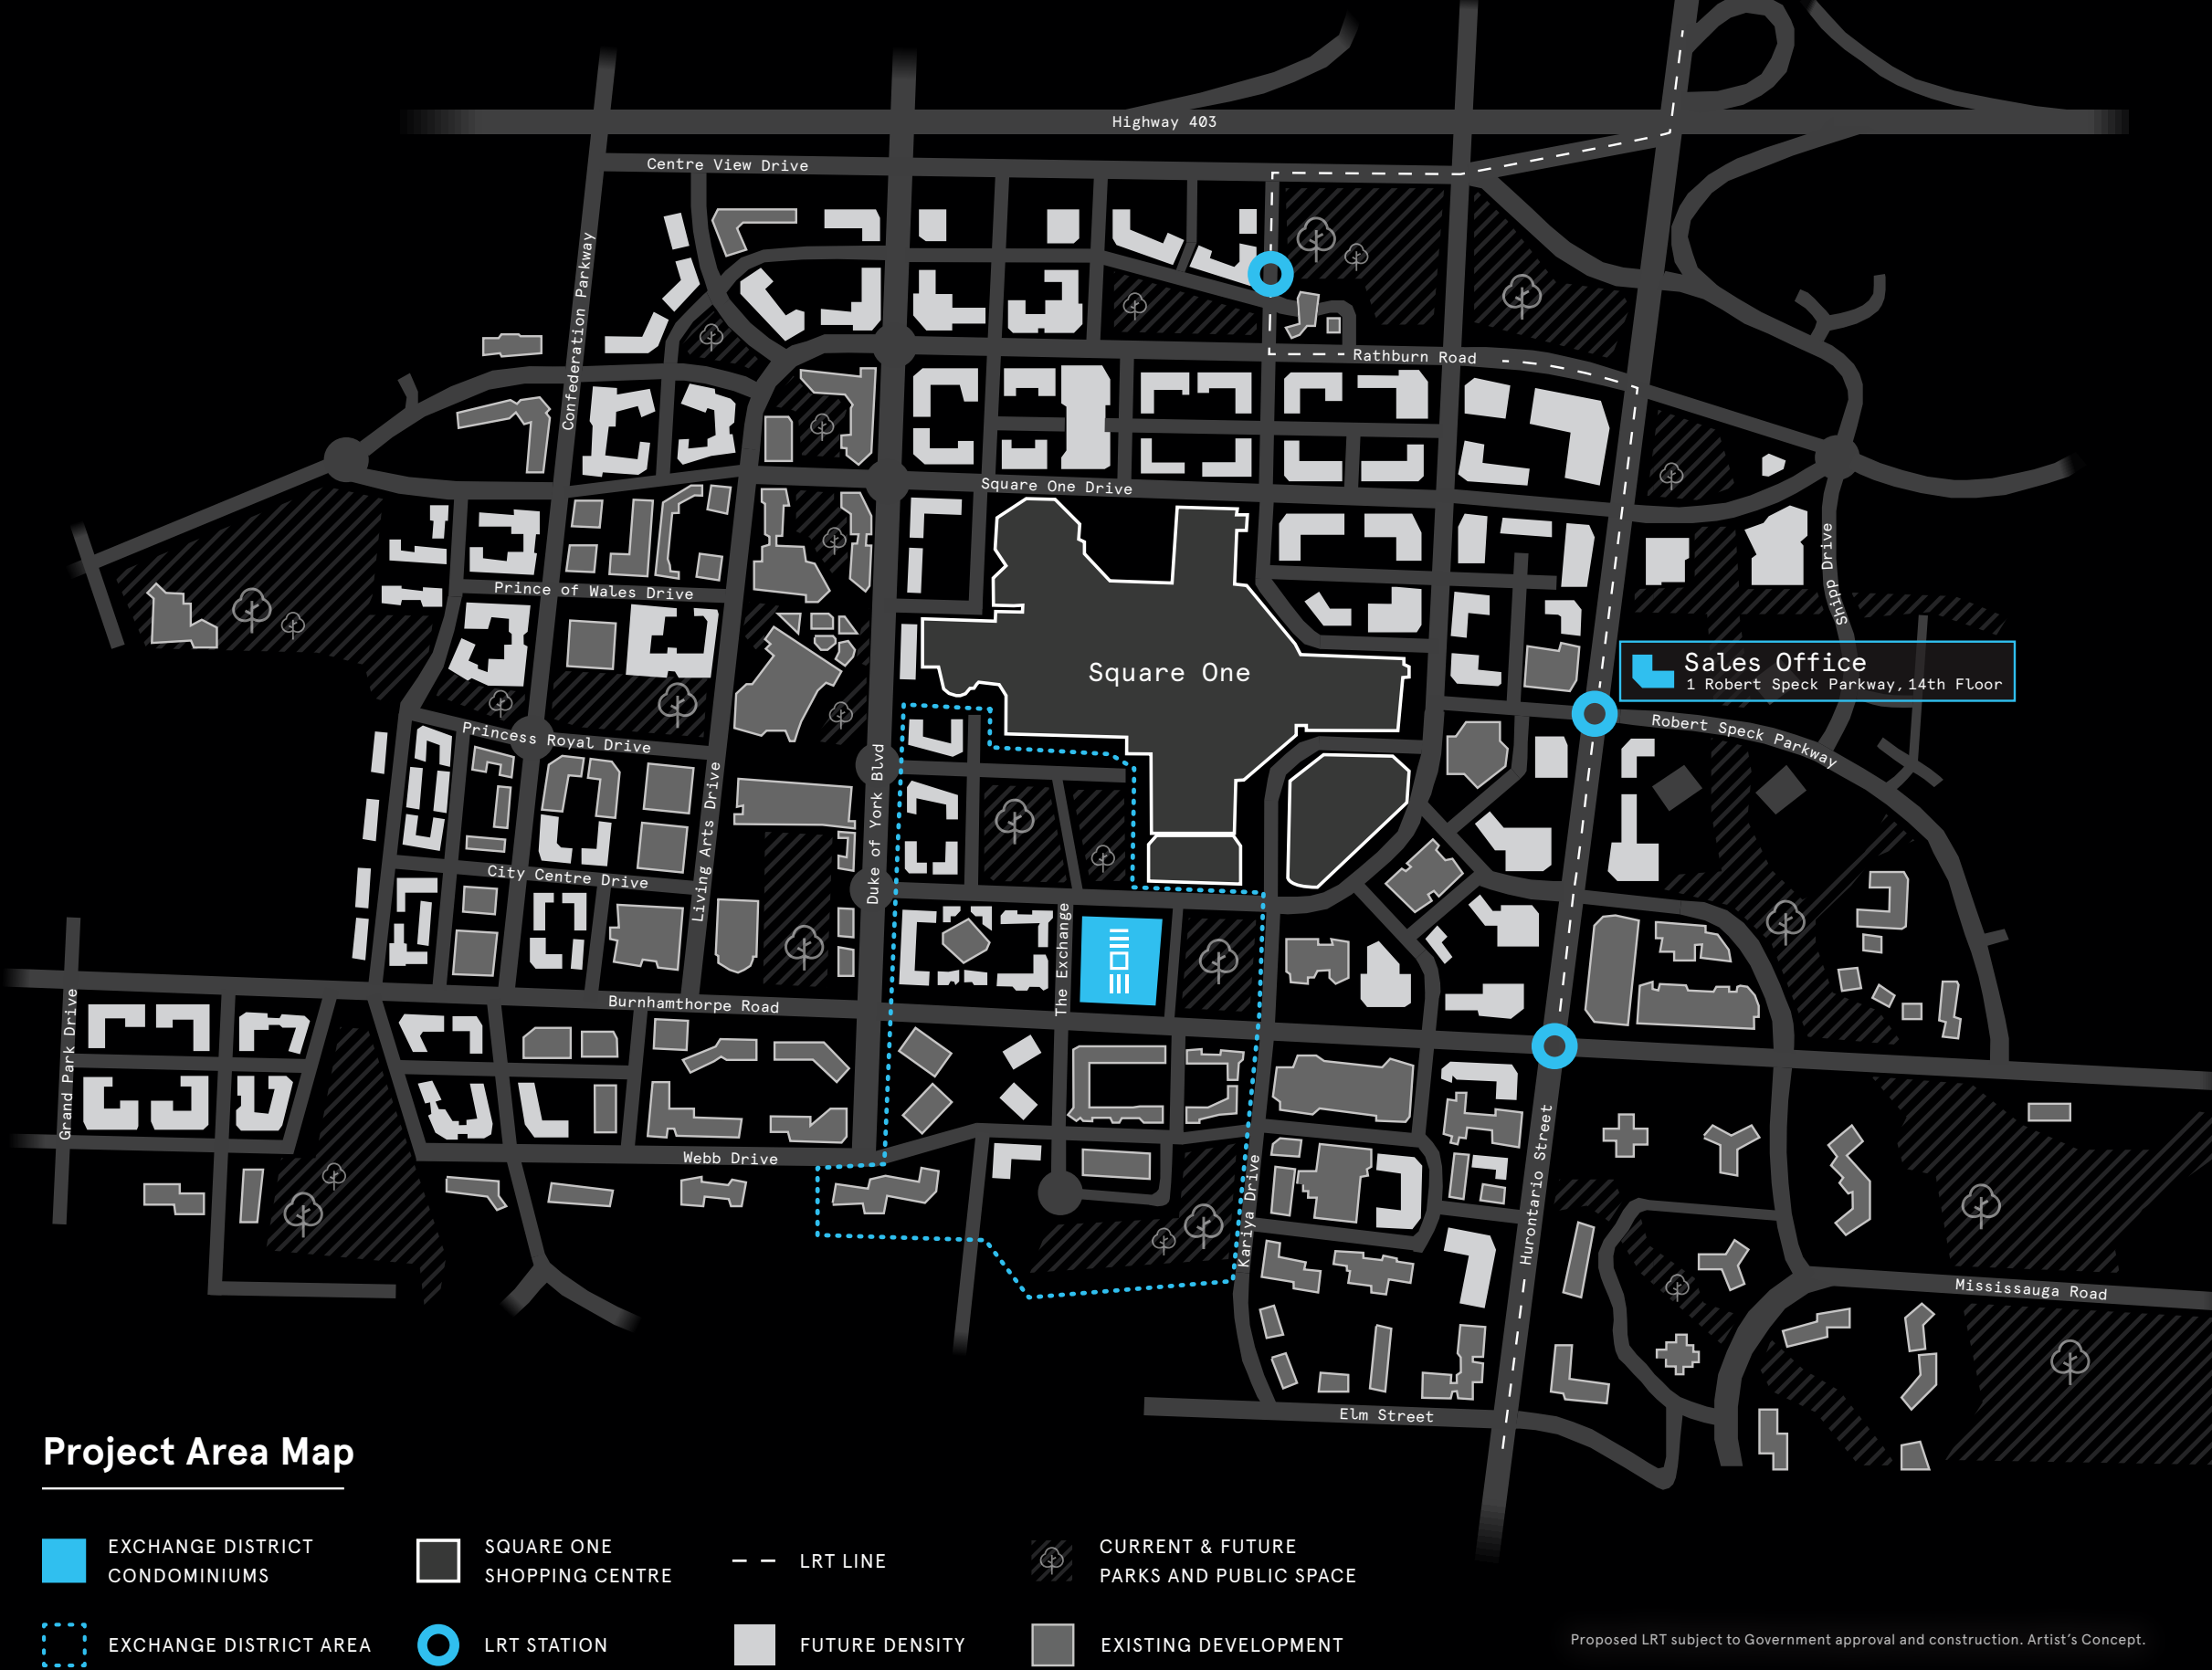 Highway 403
Centre View Drive
Confederation Parkway
Rathburn Road
Square One Drive
Prince of Wales Drive
Shipp Drive
Square One
Sales Office
1 Robert Speck Parkway, 14th Floor
Robert Speck Parkway
Princess Royal Drive
Living Arts Drive
Duke of York Blvd
City Centre Drive
The Exchange
Burnhamthorpe Road
Grand Park Drive
Webb Drive
Kariya Drive
Hurontario Street
Mississauga Road
Elm Street
Project Area Map
EXCHANGE DISTRICT
CONDOMINIUMS
SQUARE ONE
SHOPPING CENTRE
LRT LINE
CURRENT & FUTURE
PARKS AND PUBLIC SPACE
EXCHANGE DISTRICT AREA
LRT STATION
FUTURE DENSITY
EXISTING DEVELOPMENT
Proposed LRT subject to Government approval and construction. Artist's Concept.